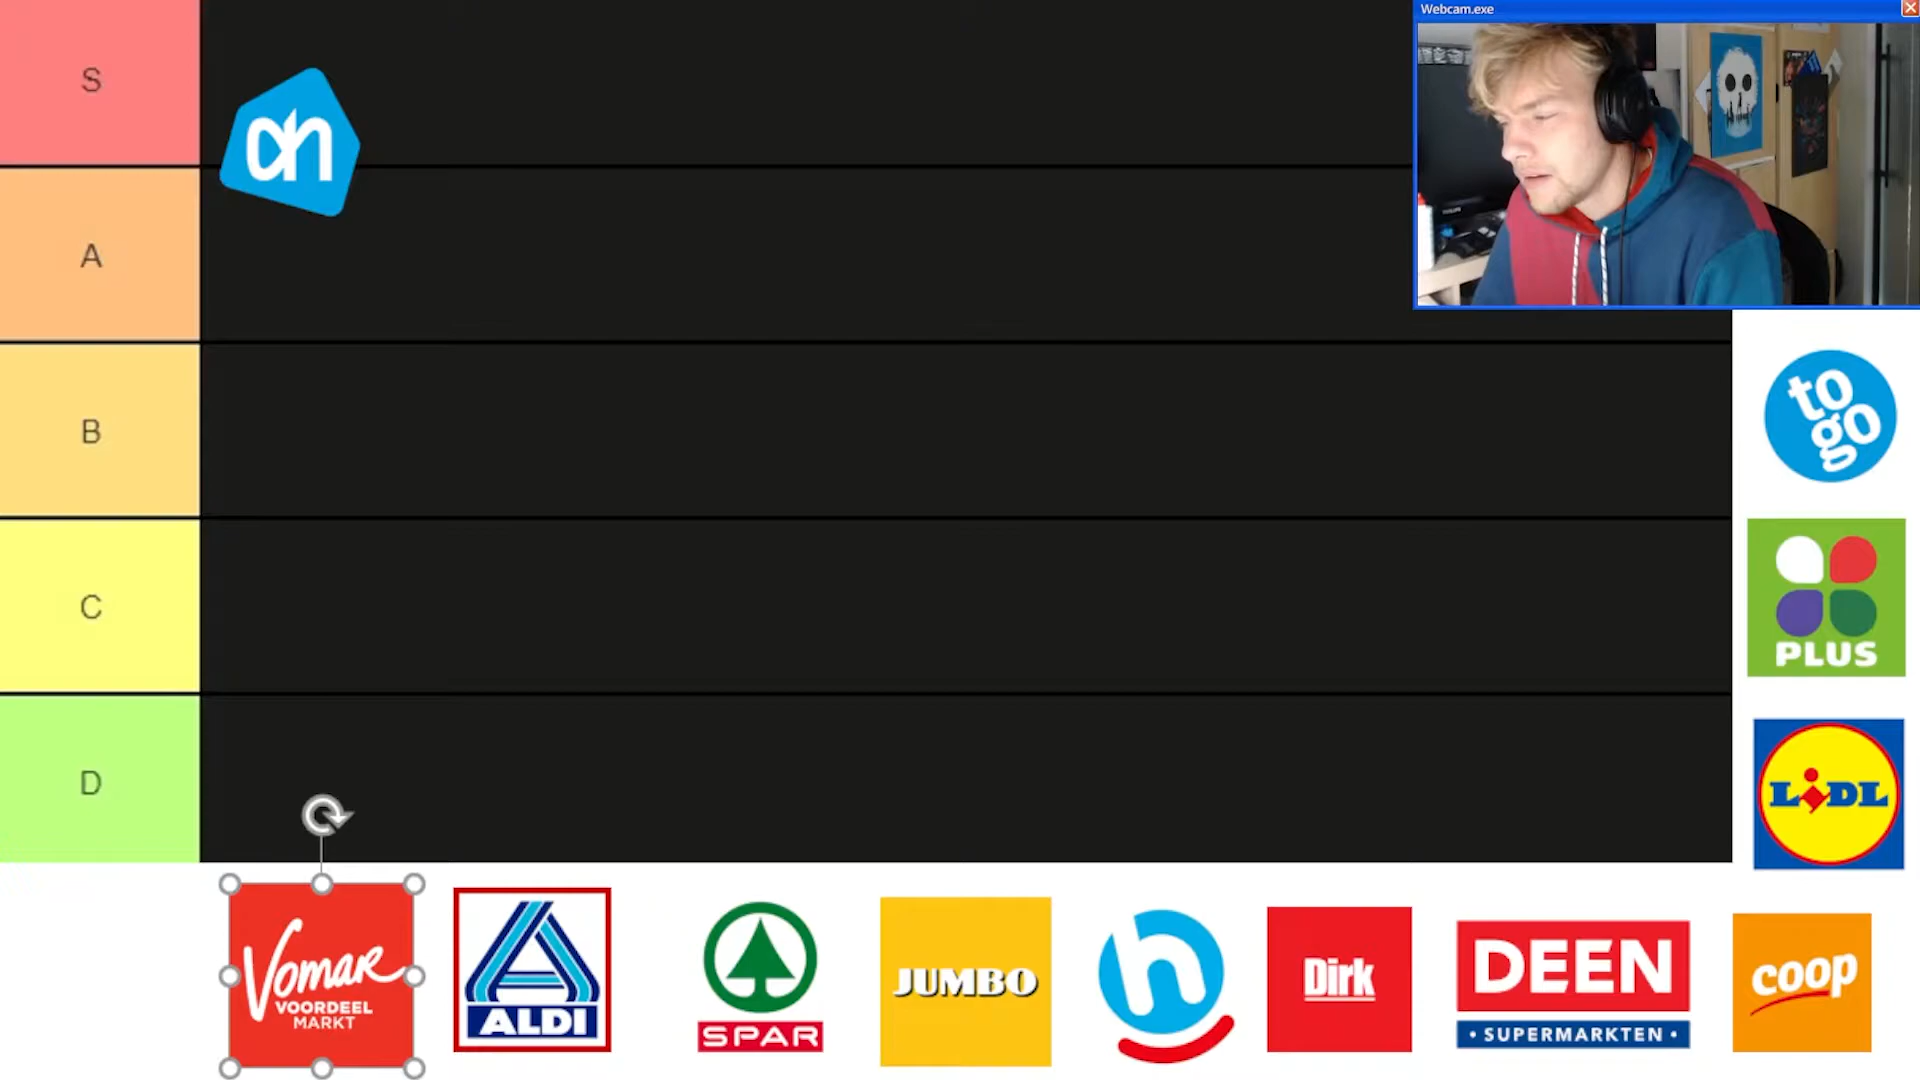 Webcam.exe
S
ah
A
B
C
D
to
go
PLUS
LIDL
Vomar
VOORDEEL
MARKT
ALDI
SPAR
JUMBO
h
Dirk
DEEN
• SUPERMARKTEN •
coop